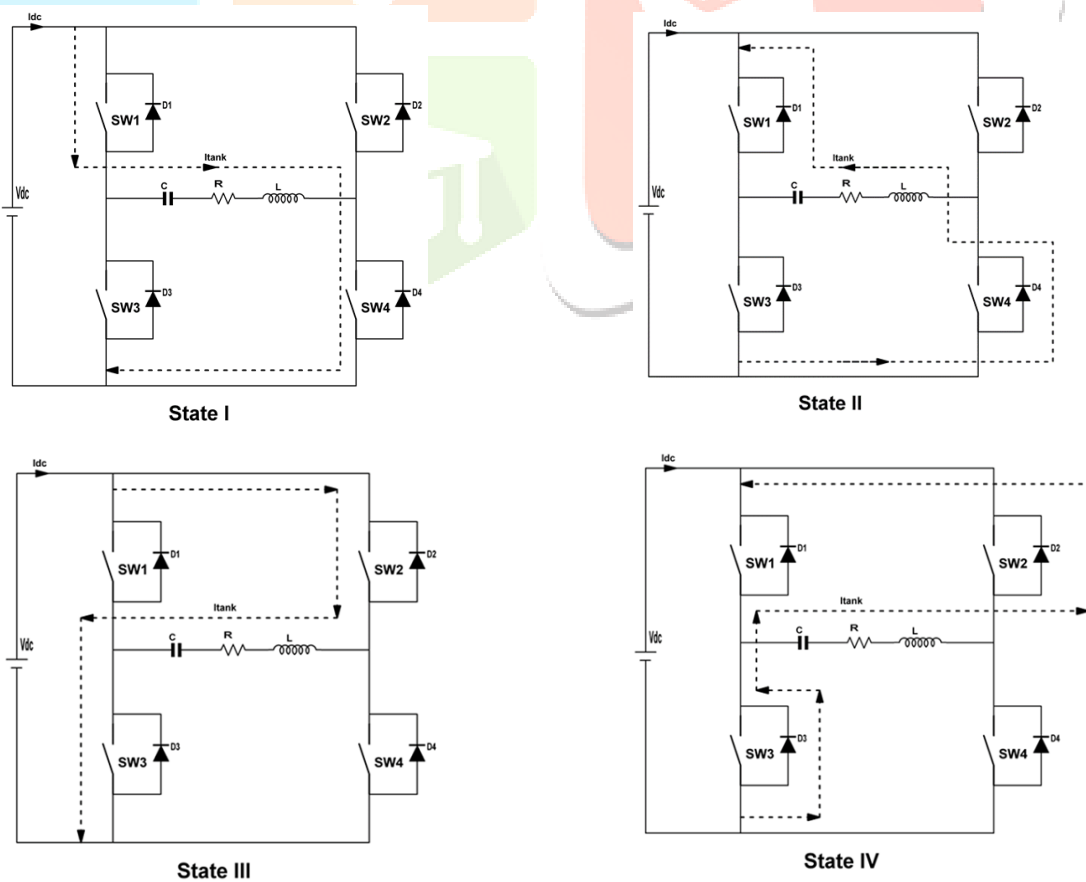 Idc
D1
D2
SW1
SW2
Itank
Vdc
C
R
L
D3
D4
SW3
SW4
State I
Idc
D1
D2
SW1
SW2
Itank
Vdc
C
R
L
D3
D4
SW3
SW4
State II
Idc
D1
D2
SW1
SW2
Itank
Vdc
C
R
L
D3
D4
SW3
SW4
State III
Idc
D1
D2
SW1
SW2
Itank
Vdc
C
R
L
D3
D4
SW3
SW4
State IV